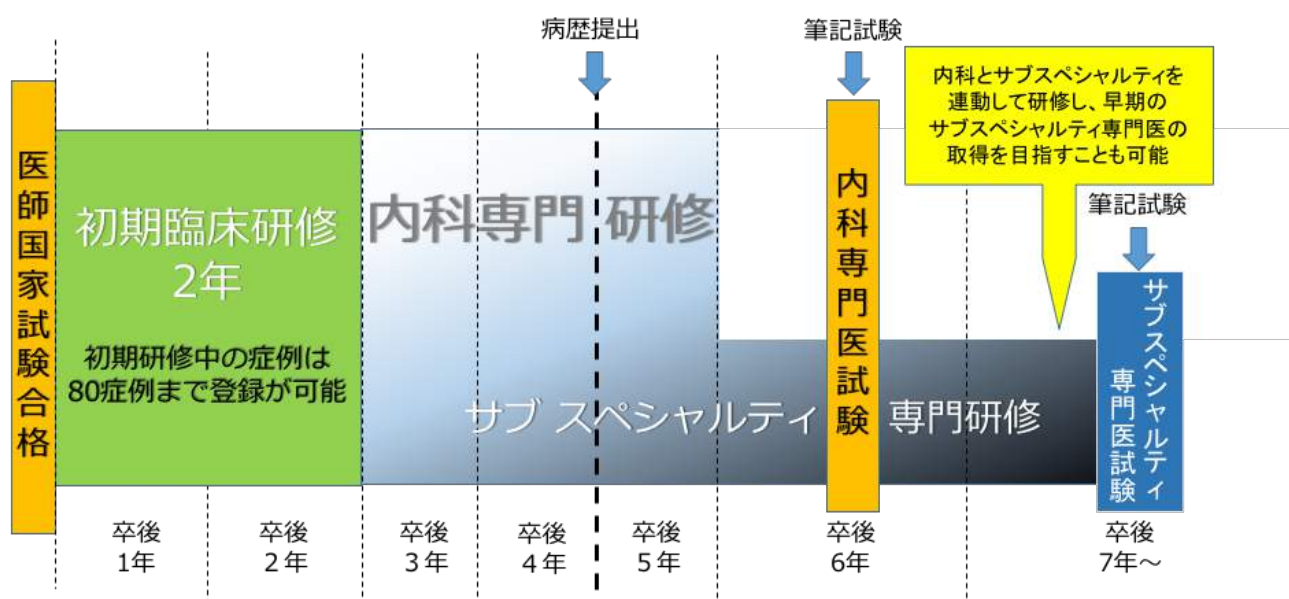 病歴提出
筆記試験
内科とサブスペシャルティを
連動して研修し、早期の
サブスペシャルティ専門医の
取得を目指すことも可能
筆記試験
医師国家試験合格
初期臨床研修
2年
初期研修中の症例は
80症例まで登録が可能
内科専門 研修
サブ スペシャルティ 専門研修
内科専門医試験
サブスペシャルティ
専門医試験
卒後
1年
卒後
2年
卒後
3年
卒後
4年
卒後
5年
卒後
6年
卒後
7年～